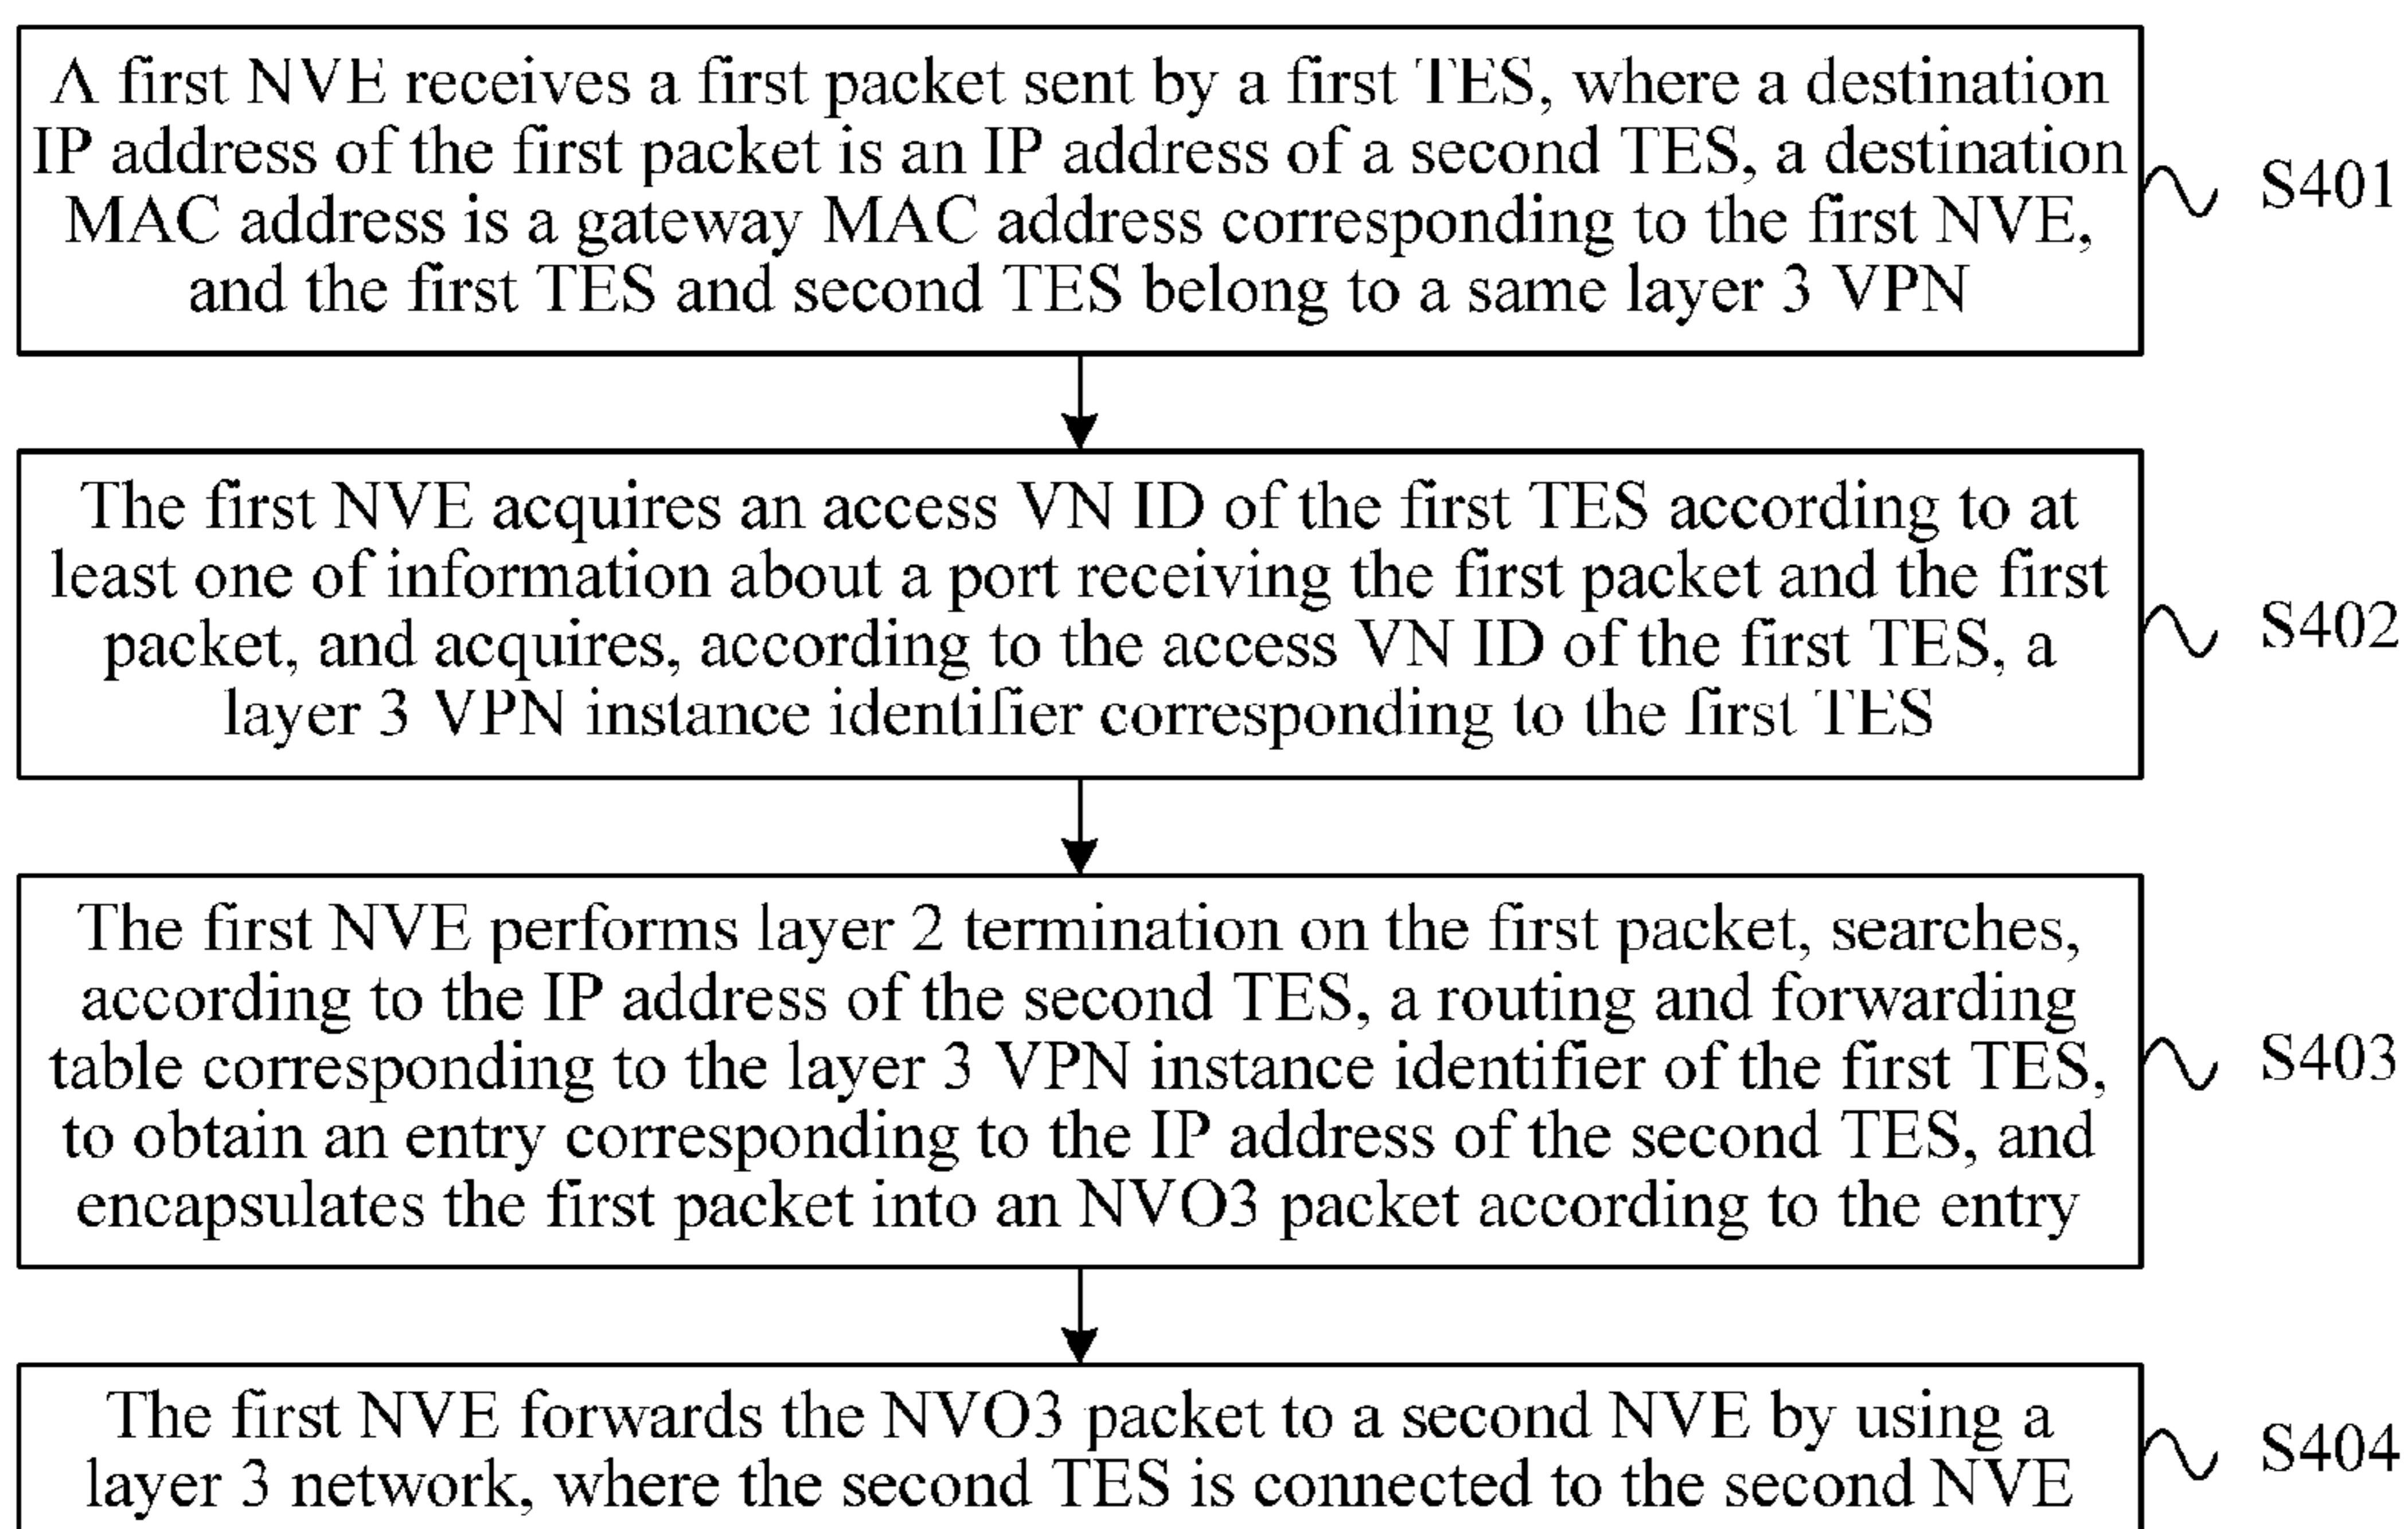 A first NVE receives a first packet sent by a first TES, where a destination
IP address of the first packet is an IP address of a second TES, a destination
MAC address is a gateway MAC address corresponding to the first NVE,
and the first TES and second TES belong to a same layer 3 VPN
S401
The first NVE acquires an access VN ID of the first TES according to at
least one of information about a port receiving the first packet and the first
packet, and acquires, according to the access VN ID of the first TES, a
layer 3 VPN instance identifier corresponding to the first TES
S402
The first NVE performs layer 2 termination on the first packet, searches,
according to the IP address of the second TES, a routing and forwarding
table corresponding to the layer 3 VPN instance identifier of the first TES,
to obtain an entry corresponding to the IP address of the second TES, and
encapsulates the first packet into an NVO3 packet according to the entry
S403
The first NVE forwards the NVO3 packet to a second NVE by using a
layer 3 network, where the second TES is connected to the second NVE
S404